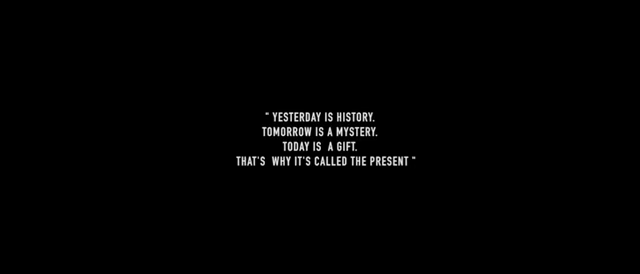 " YESTERDAY IS HISTORY.
TOMORROW IS A MYSTERY.
TODAY IS  A GIFT.
THAT'S  WHY IT'S CALLED THE PRESENT "